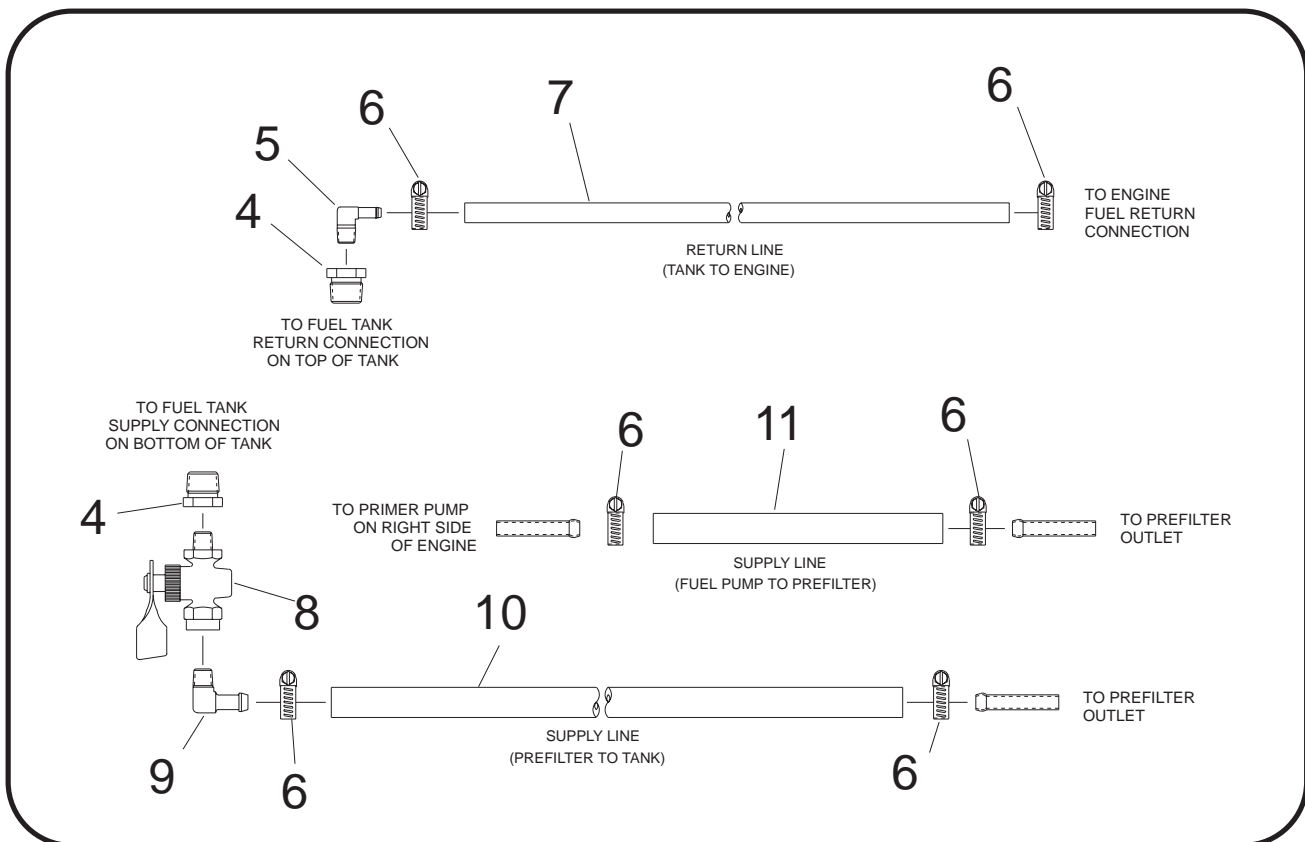 6
7
6
5
4
TO ENGINE
FUEL RETURN
CONNECTION
RETURN LINE
(TANK TO ENGINE)
TO FUEL TANK
RETURN CONNECTION
ON TOP OF TANK
TO FUEL TANK
SUPPLY CONNECTION
ON BOTTOM OF TANK
4
8
6
11
6
TO PRIMER PUMP
ON RIGHT SIDE
OF ENGINE
TO PREFILTER
OUTLET
SUPPLY LINE
(FUEL PUMP TO PREFILTER)
10
9
6
SUPPLY LINE
(PREFILTER TO TANK)
6
TO PREFILTER
OUTLET